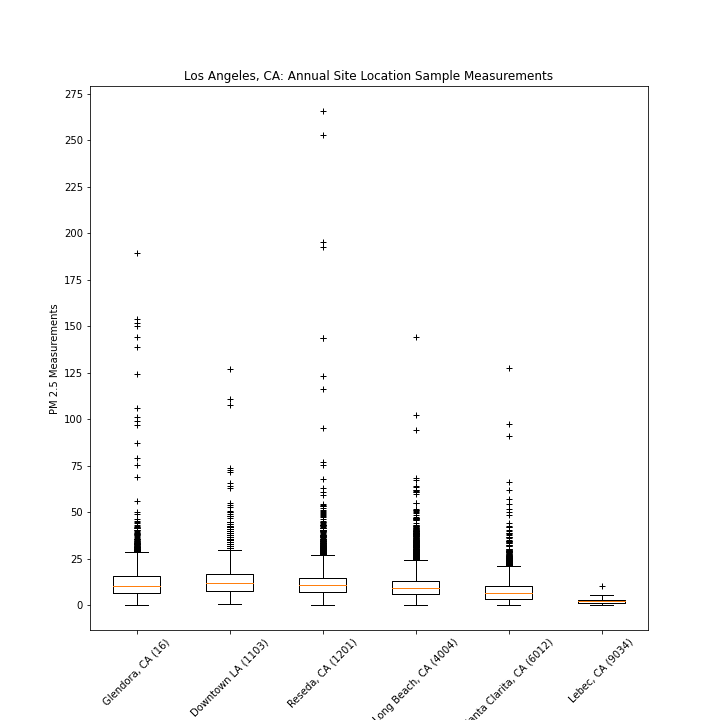 Los Angeles, CA: Annual Site Location Sample Measurements
275
250
225
200
175
150
125
100
75
50
25
0
PM 2.5 Measurements
Glendora, CA (16)
Downtown LA (1103)
Reseda, CA (1201)
Long Beach, CA (4004)
anta Clarita, CA (6012)
Lebec, CA (9034)